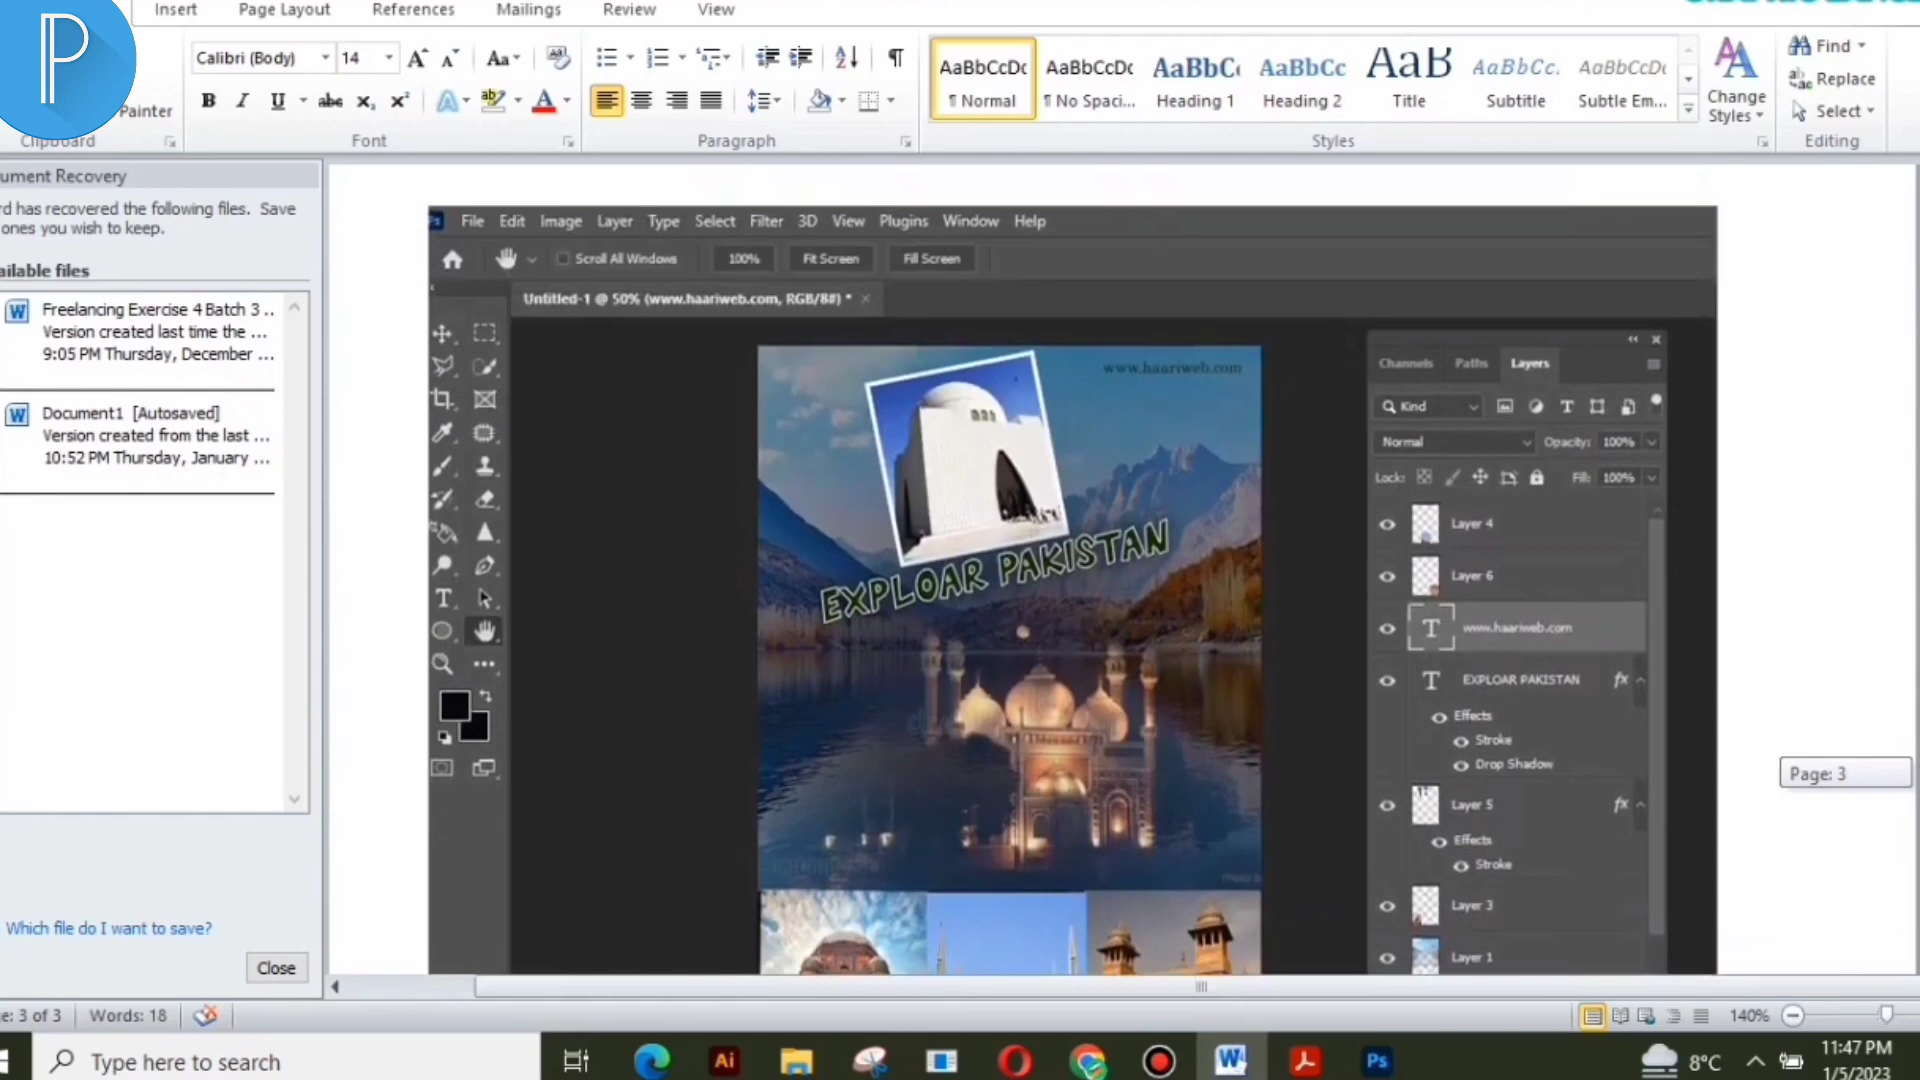 Insert Page Layout References Mailings Review View
P
Calibri (Body) 14
Painter
Clipboard Font Paragraph
AaBbCcDc AaBbCcDc AaBbC AaBbCc AaB AaBbCc. AaBbCcDc
¶ Normal ¶ No Spaci... Heading 1 Heading 2 Title Subtitle Subtle Em...
Change
Styles
Styles
Find
Replace
Select
Editing
ument Recovery
rd has recovered the following files. Save
ones you wish to keep.
ailable files
Freelancing Exercise 4 Batch 3 ..
Version created last time the ...
9:05 PM Thursday, December ...
Document1 [Autosaved]
Version created from the last ...
10:52 PM Thursday, January ...
Which file do I want to save?
Close
File Edit Image Layer Type Select Filter 3D View Plugins Window Help
Scroll All Windows 100% Fit Screen Fill Screen
Untitled-1 @ 50% (www.haariweb.com, RGB/8#) *
www.haariweb.com
EXPLOAR PAKISTAN
Channels Paths Layers
Kind
Normal Opacity: 100%
Lock: Fill: 100%
Layer 4
Layer 6
www.haariweb.com
EXPLOAR PAKISTAN fx
Effects
Stroke
Drop Shadow
Layer 5 fx
Effects
Stroke
Layer 3
Layer 1
Page: 3
e: 3 of 3 Words: 18
140%
Type here to search
Ai
Ps
8°C
11:47 PM
1/5/2023